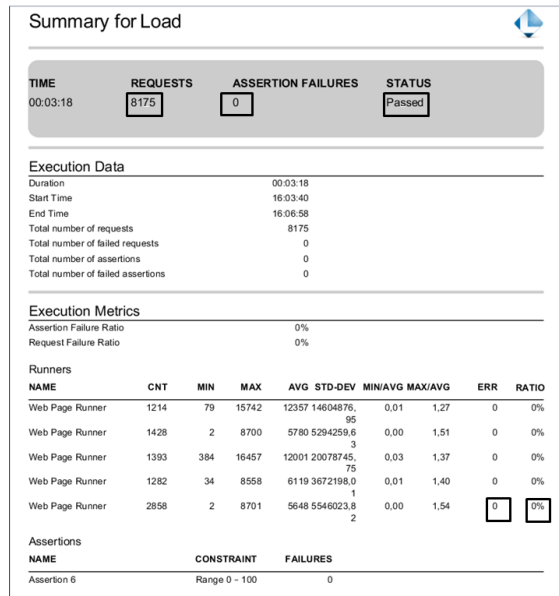 Summary for Load
TIME REQUESTS ASSERTION FAILURES STATUS
00:03:18 8175 0 Passed
Execution Data
Duration 00:03:18
Start Time 16:03:40
End Time 16:06:58
Total number of requests 8175
Total number of failed requests 0
Total number of assertions 0
Total number of failed assertions 0
Execution Metrics
Assertion Failure Ratio 0%
Request Failure Ratio 0%
Runners
NAME CNT MIN MAX AVG STD-DEV MIN/AVG MAX/AVG ERR RATIO
Web Page Runner 1214 79 15742 12357 14604876, 0,01 1,27 0 0%
95
Web Page Runner 1428 2 8700 5780 5294259,6 0,00 1,51 0 0%
3
Web Page Runner 1393 384 16457 12001 20078745, 0,03 1,37 0 0%
75
Web Page Runner 1282 34 8558 6119 3672198,0 0,01 1,40 0 0%
1
Web Page Runner 2858 2 8701 5648 5546023,8 0,00 1,54 0 0%
2
Assertions
NAME CONSTRAINT FAILURES
Assertion 6 Range 0 - 100 0